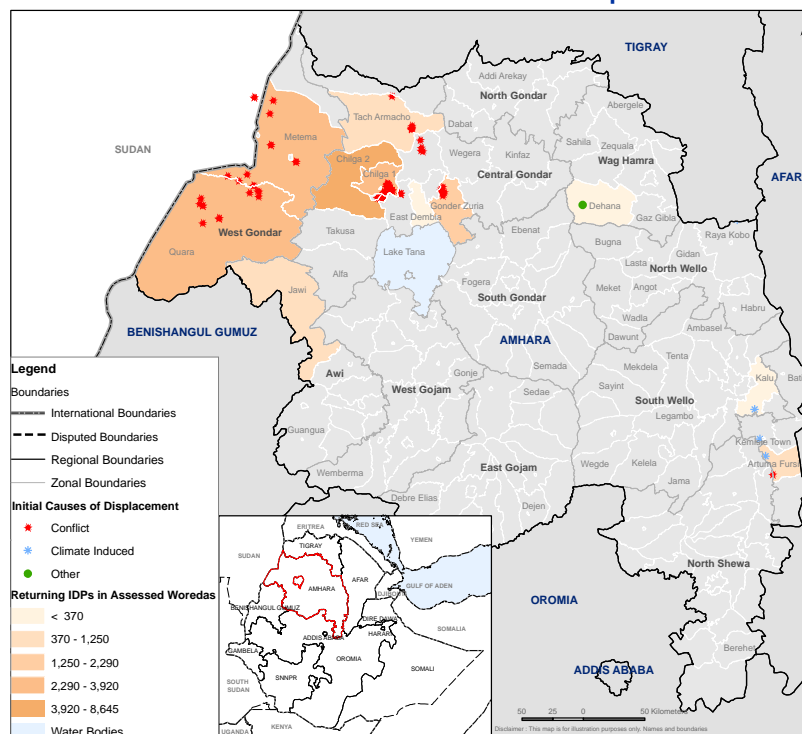 TIGRAY
Addi Arekay
North Gondar
Abergele
Tach Armacho
Dabat
Metema
SUDAN
Wegera
Kinfaz
Sahila
Zequala
Chilga 2
Wag Hamra
Chilga 1
Central Gondar
AFAR
Gonder Zuria
Dehana
East Dembia
Gaz Gibla
West Gondar
Takusa
Ebenat
Raya Kobo
Quara
Lake Tana
Bugna
Gidan
Lasta
North Wello
Alfa
Fogera
Meket
Angot
Jawi
South Gondar
Habru
Wadla
Ambasel
BENISHANGUL GUMUZ
AMHARA
Dawunt
Tenta
Semada
Mekdela
Awi
Gonje
Kalu
Bati
West Gojam
Sayint
Sedae
South Wello
Legambo
Guangua
Kemise Town
East Gojam
Wegde
Kelela
Artuma Fursi
Wemberma
Jama
Debre Elias
Dejen
North Shewa
OROMIA
Berehet
ADDIS ABABA
Legend
Boundaries
International Boundaries
Disputed Boundaries
Regional Boundaries
Zonal Boundaries
Initial Causes of Displacement
Conflict
Climate Induced
Other
Returning IDPs in Assessed Woredas
< 370
370 - 1,250
1,250 - 2,290
2,290 - 3,920
3,920 - 8,645
Water Bodies
ERITREA
RED SEA
YEMEN
TIGRAY
SUDAN
AFAR
AMHARA
GULF OF ADEN
BENISHANGUL GUMUZ
DIRE DAWA
ADDIS ABABA
HARARI
SOMALIA
GAMBELA
OROMIA
SOMALI
SNNPR
SOUTH
SUDAN
KENYA
UGANDA
50 25 0 50 Kilometers
Disclaimer : This map is for illustration purposes only. Names and boundaries